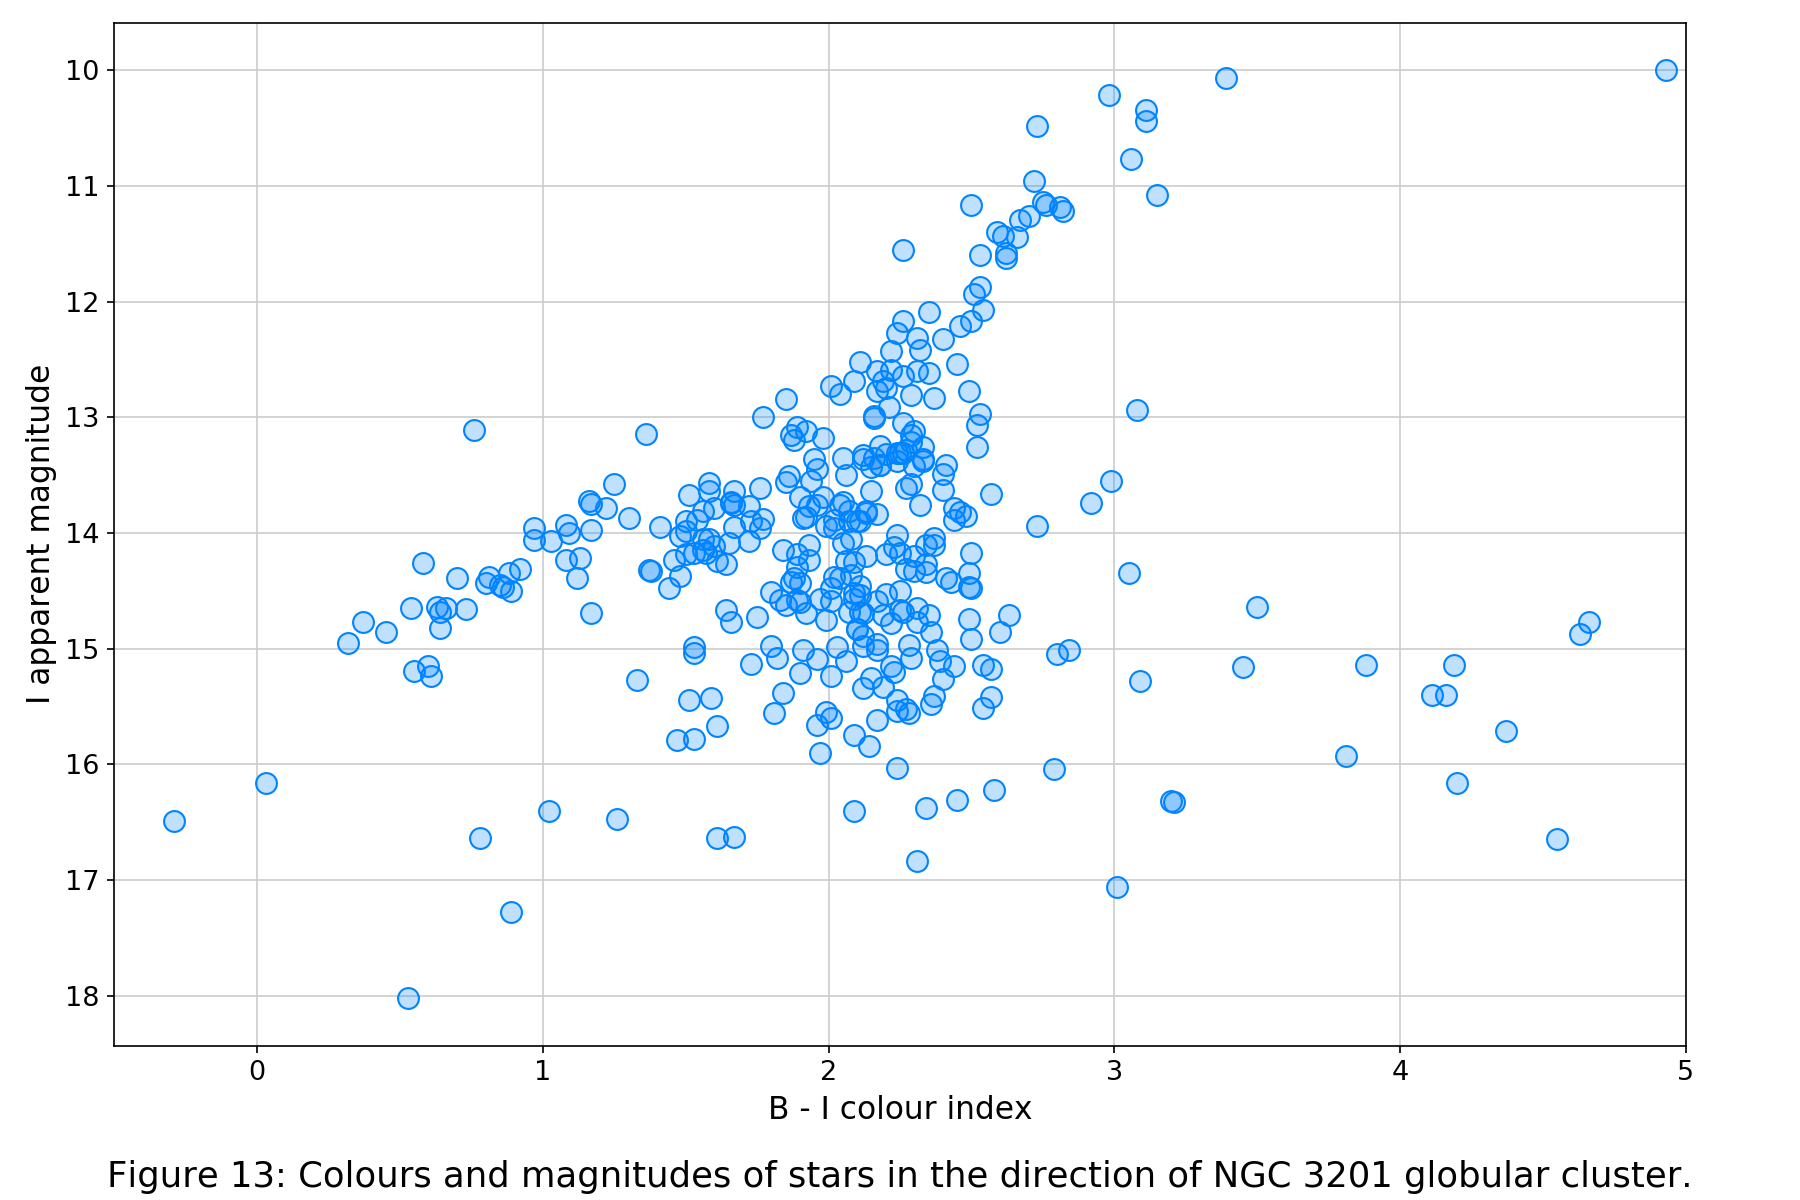 10
11
12
13
14
15
16
17
18
I apparent magnitude
0 1 2 3 4 5
B - I colour index
Figure 13: Colours and magnitudes of stars in the direction of NGC 3201 globular cluster.